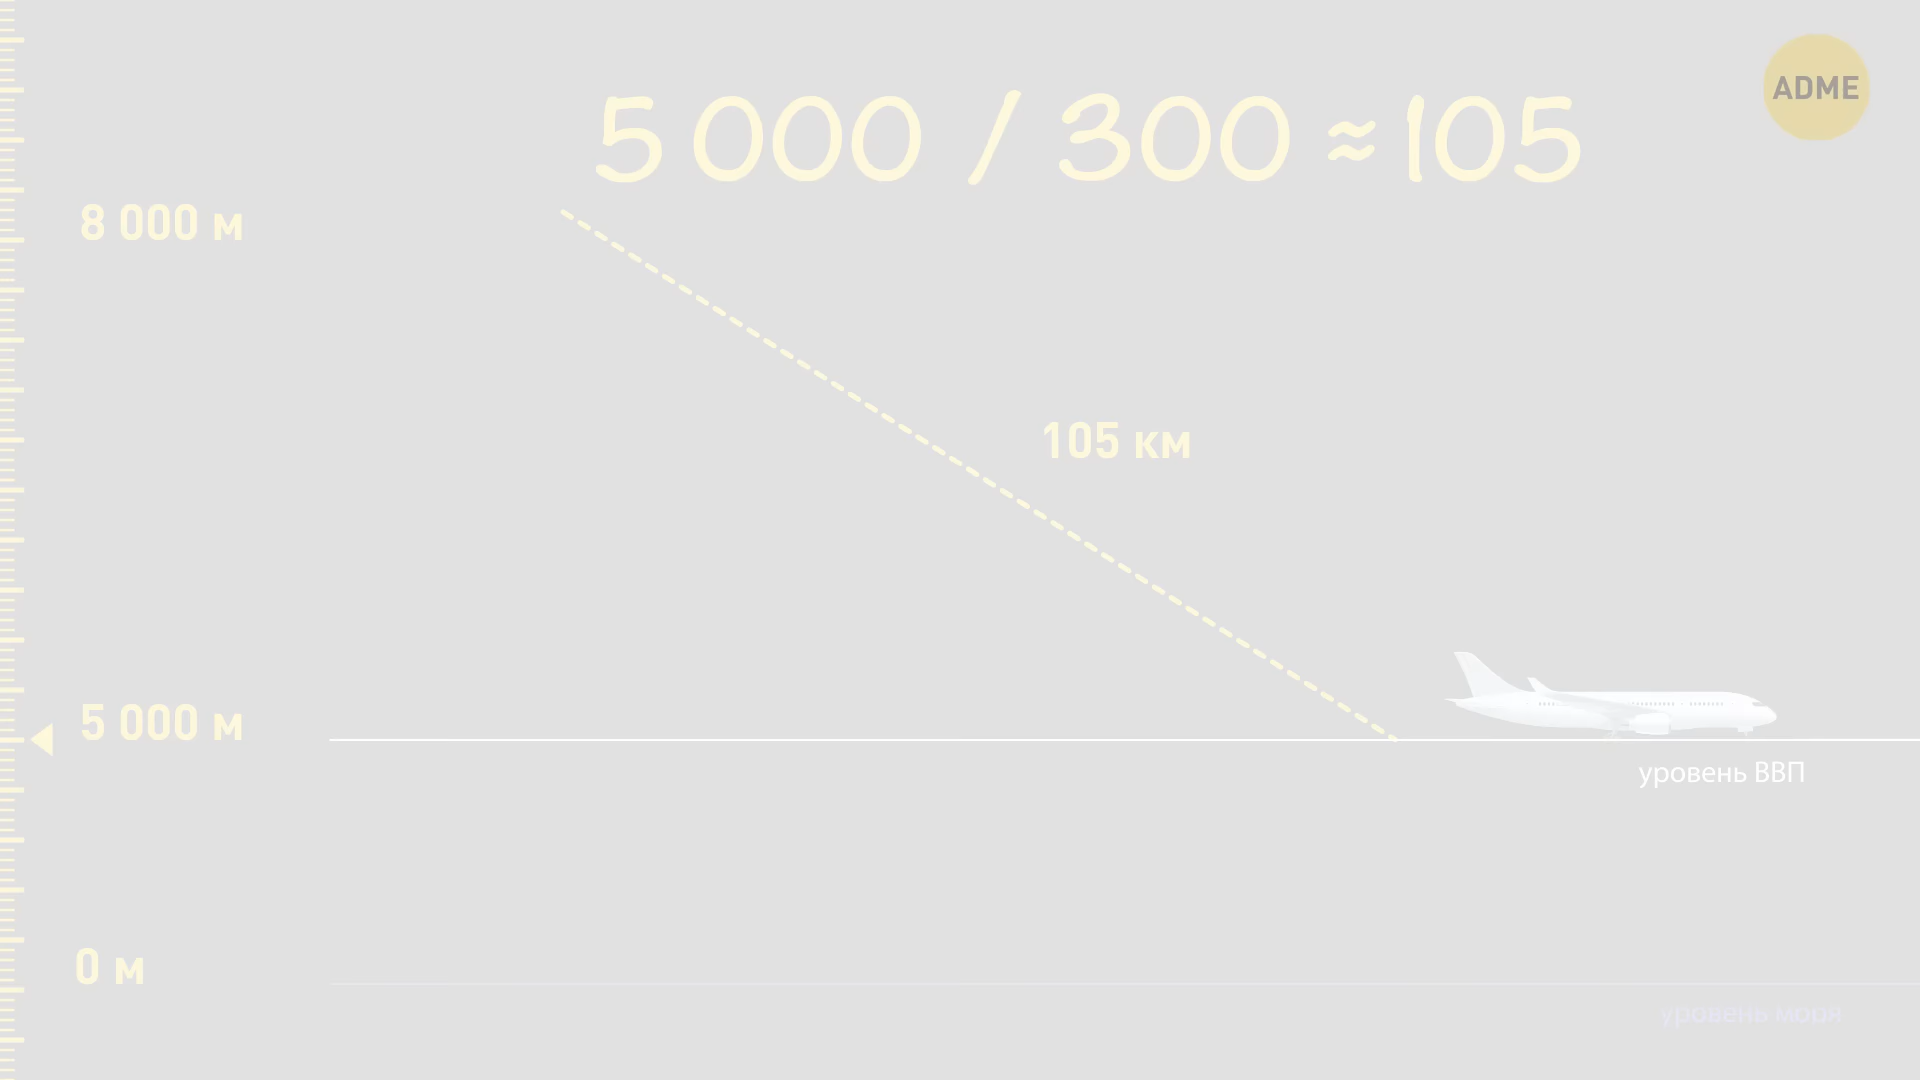 ADME
5 000 / 300 ≈ 105
8 000 м
105 км
5 000 м
уровень ВВП
0 м
уровень моря